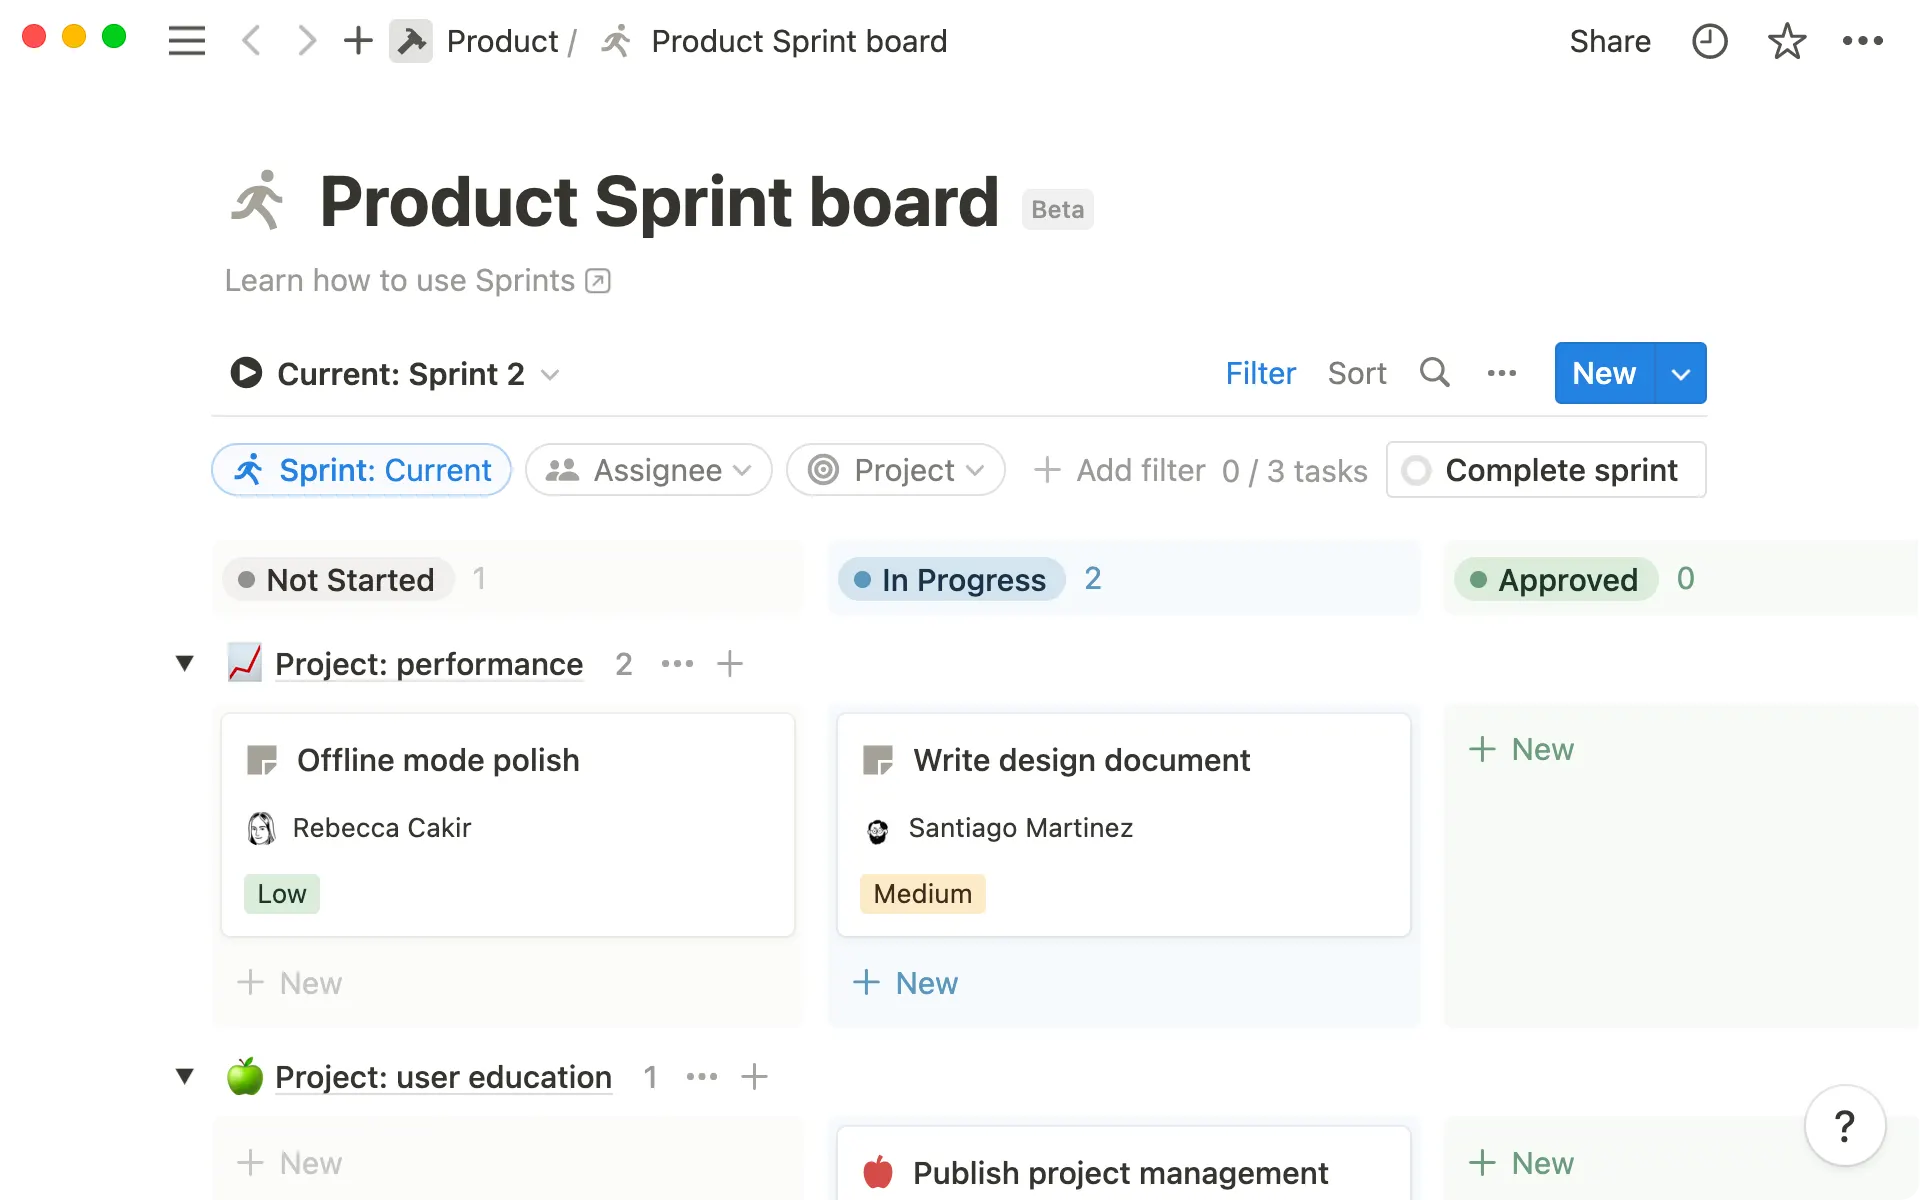 Product / Product Sprint board
Share
Product Sprint board Beta
Learn how to use Sprints
Current: Sprint 2
Filter Sort New
Sprint: Current Assignee Project Add filter 0 / 3 tasks Complete sprint
Not Started 1 In Progress 2 Approved 0
Project: performance 2
Offline mode polish
Rebecca Cakir
Low
New
Write design document
Santiago Martinez
Medium
New
New
Project: user education 1
New
Publish project management
New
?